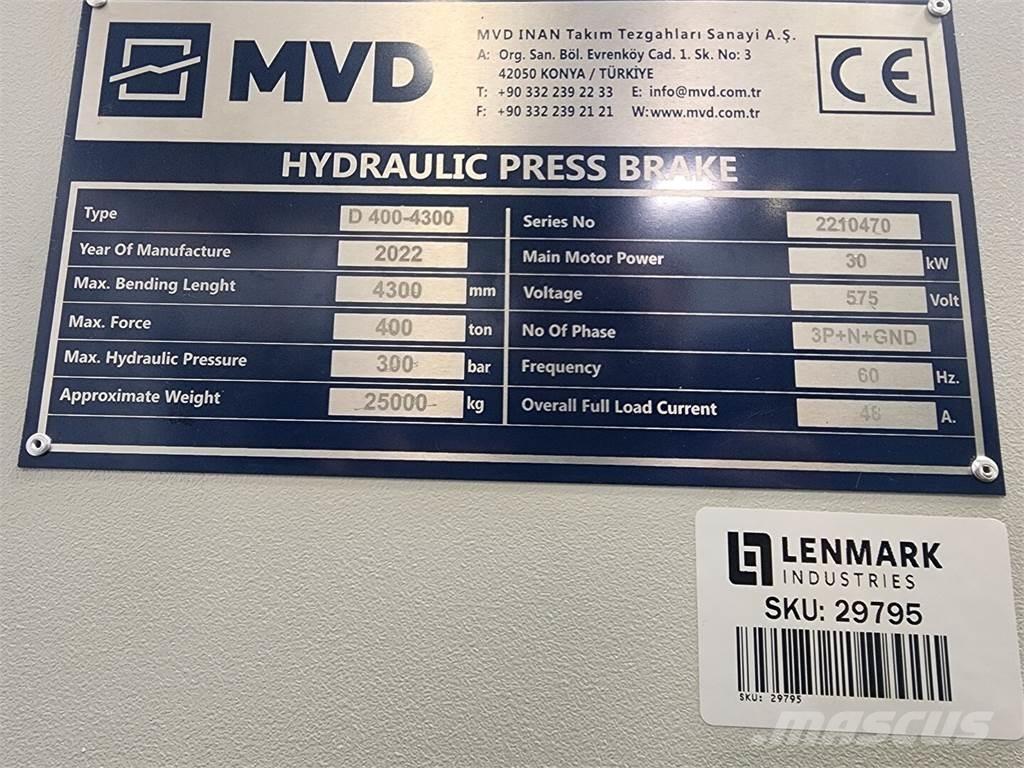 MVD
MVD INAN Takım Tezgahları Sanayi A.Ş.
A: Org. San. Böl. Evrenköy Cad. 1. Sk. No: 3
42050 KONYA / TÜRKİYE
T: +90 332 239 22 33 E: info@mvd.com.tr
F: +90 332 239 21 21 W: www.mvd.com.tr
CE
HYDRAULIC PRESS BRAKE
Type D 400-4300
Year Of Manufacture 2022
Max. Bending Lenght 4300 mm
Max. Force 400 ton
Max. Hydraulic Pressure 300 bar
Approximate Weight 25000 kg
Series No 2210470
Main Motor Power 30 kW
Voltage 575 Volt
No Of Phase 3P+N+GND
Frequency 60 Hz.
Overall Full Load Current 48 A.
LENMARK
INDUSTRIES
SKU: 29795
SKU: 29795
mascus